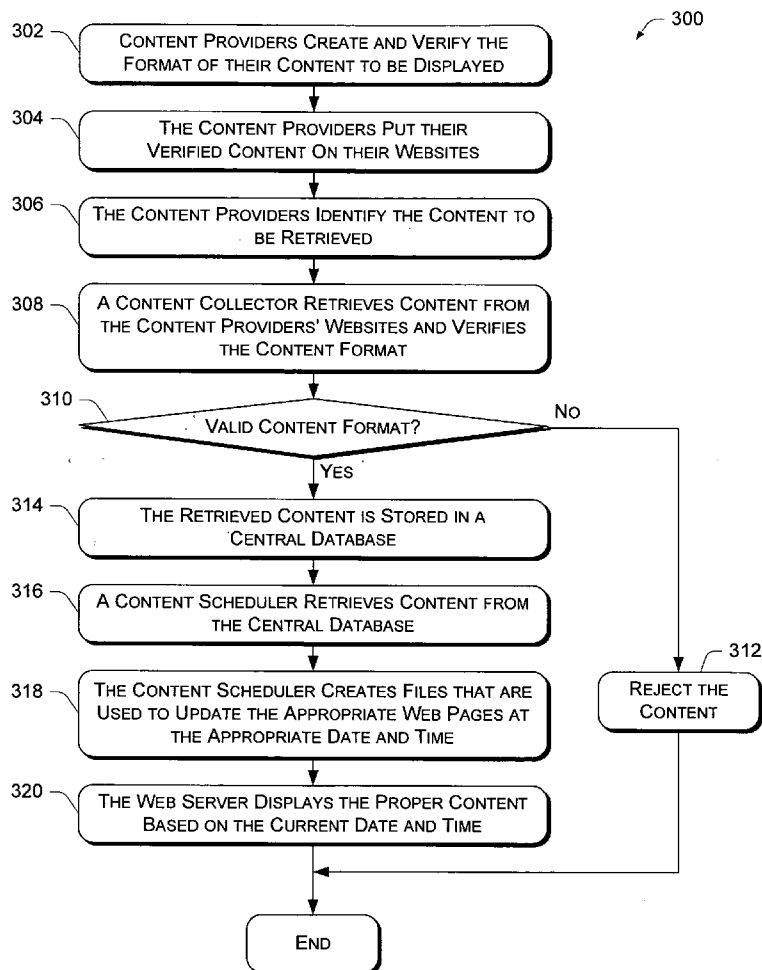 300
302
CONTENT PROVIDERS CREATE AND VERIFY THE
FORMAT OF THEIR CONTENT TO BE DISPLAYED
304
THE CONTENT PROVIDERS PUT THEIR
VERIFIED CONTENT ON THEIR WEBSITES
306
THE CONTENT PROVIDERS IDENTIFY THE CONTENT TO
BE RETRIEVED
308
A CONTENT COLLECTOR RETRIEVES CONTENT FROM
THE CONTENT PROVIDERS' WEBSITES AND VERIFIES
THE CONTENT FORMAT
310
VALID CONTENT FORMAT?
NO
YES
314
THE RETRIEVED CONTENT IS STORED IN A
CENTRAL DATABASE
316
A CONTENT SCHEDULER RETRIEVES CONTENT FROM
THE CENTRAL DATABASE
312
REJECT THE
CONTENT
318
THE CONTENT SCHEDULER CREATES FILES THAT ARE
USED TO UPDATE THE APPROPRIATE WEB PAGES AT
THE APPROPRIATE DATE AND TIME
320
THE WEB SERVER DISPLAYS THE PROPER CONTENT
BASED ON THE CURRENT DATE AND TIME
END